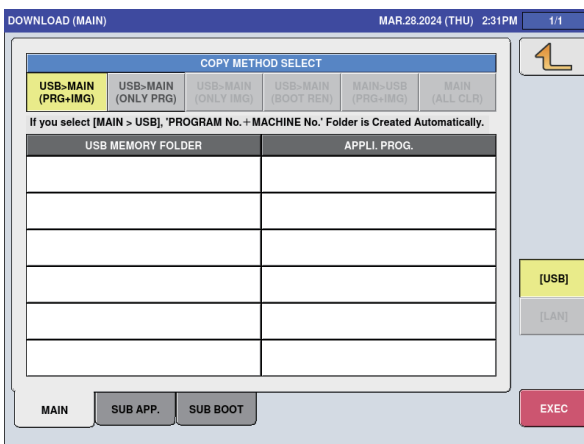 DOWNLOAD (MAIN) MAR.28.2024 (THU) 2:31PM 1/1
COPY METHOD SELECT
USB>MAIN (PRG+IMG)
USB>MAIN (ONLY PRG)
USB>MAIN (ONLY IMG)
USB>MAIN (BOOT REN)
MAIN>USB (PRG+IMG)
MAIN (ALL CLR)
If you select [MAIN > USB], 'PROGRAM No.+MACHINE No.' Folder is Created Automatically.
USB MEMORY FOLDER APPLI. PROG.
[USB]
[LAN]
MAIN SUB APP. SUB BOOT EXEC